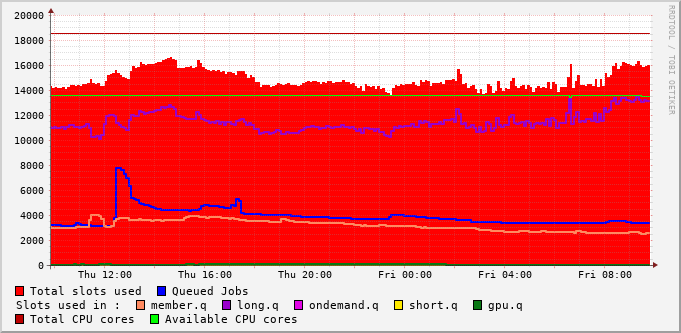 20000
18000
16000
14000
12000
10000
8000
6000
4000
2000
0
Thu 12:00 Thu 16:00 Thu 20:00 Fri 00:00 Fri 04:00 Fri 08:00
RRDTOOL / TOBI OETIKER
Total slots used Queued Jobs
Slots used in : member.q long.q ondemand.q short.q gpu.q
Total CPU cores Available CPU cores